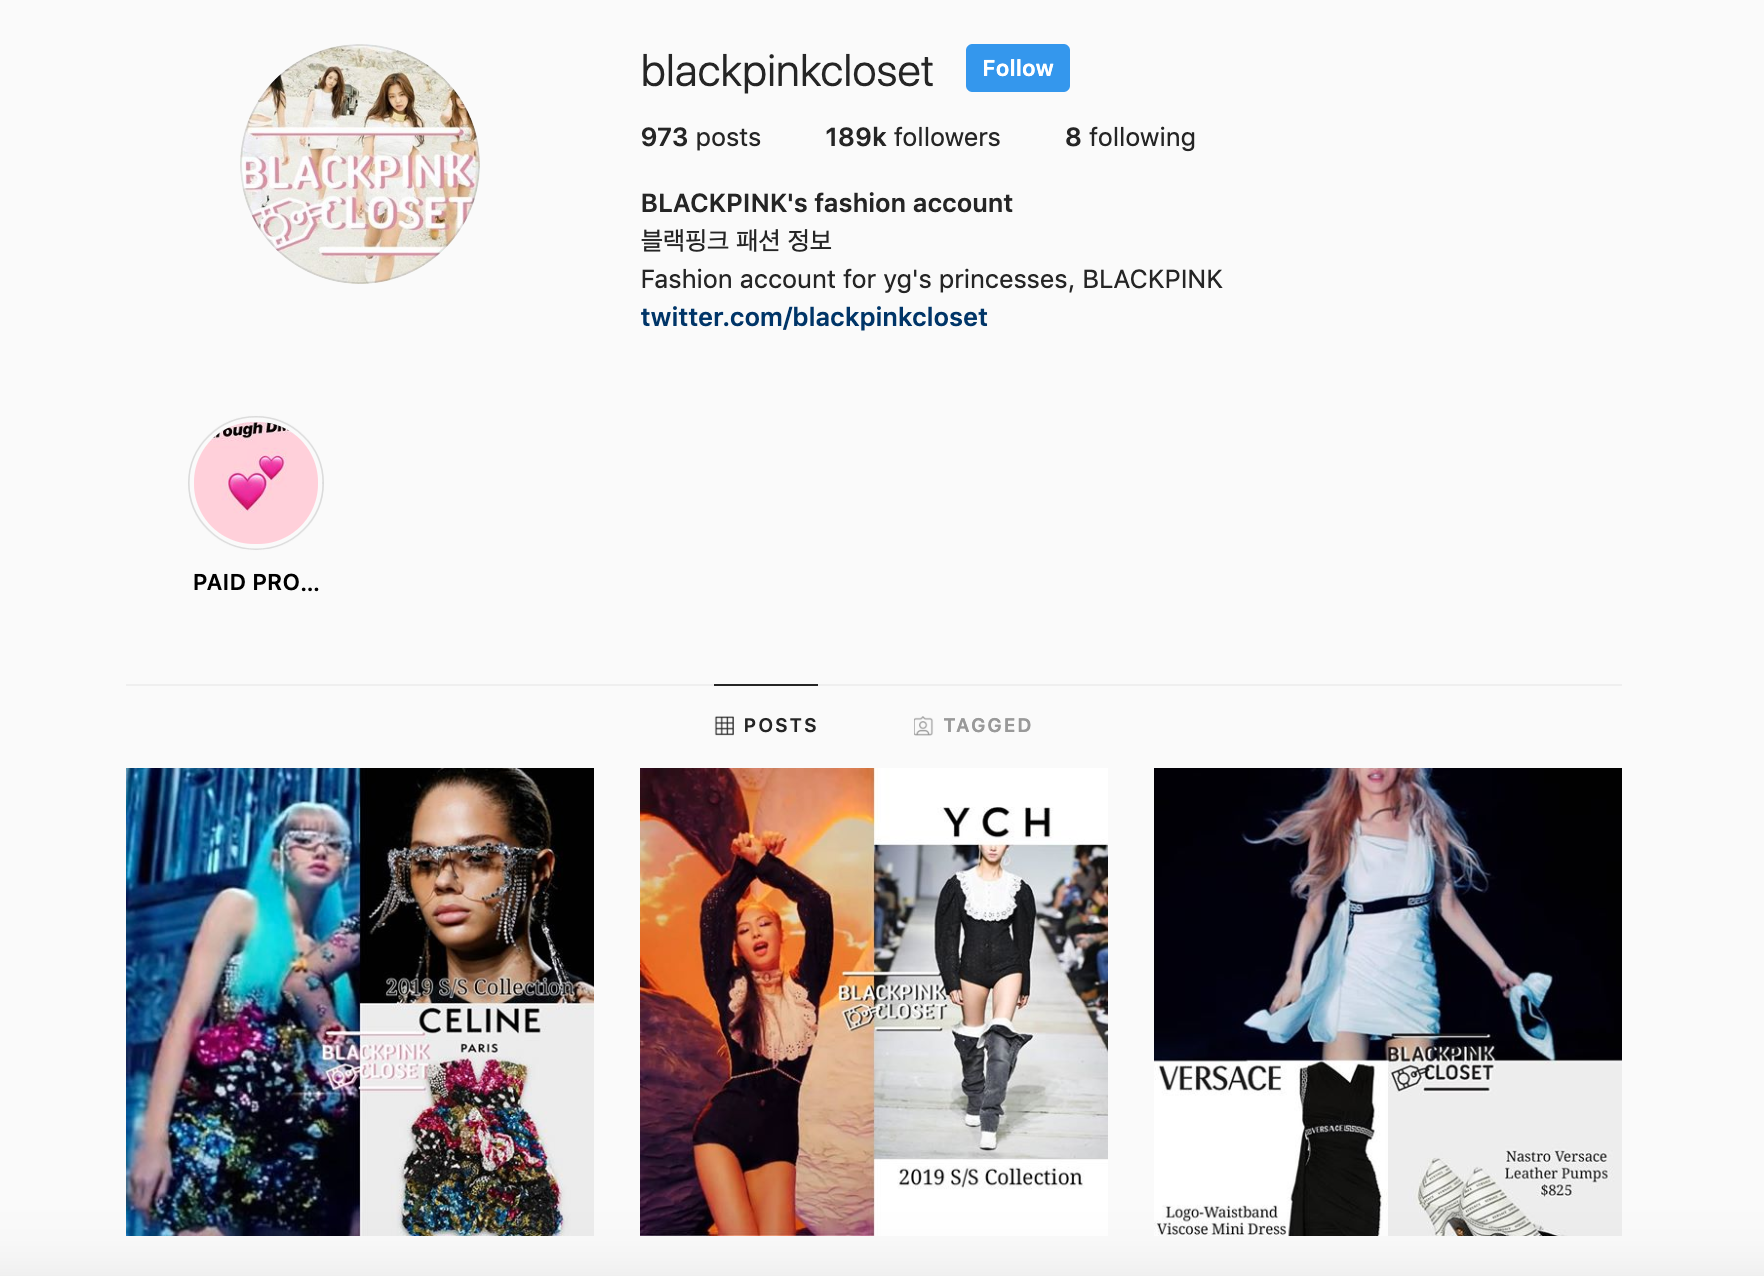 blackpinkcloset Follow
973 posts 189k followers 8 following
BLACKPINK's fashion account
블랙핑크 패션 정보
Fashion account for yg's princesses, BLACKPINK
twitter.com/blackpinkcloset
BLACKPINK
CLOSET
PAID PRO...
POSTS TAGGED
2019 S/S Collection
CELINE
PARIS
BLACKPINK
CLOSET
YCH
BLACKPINK
CLOSET
2019 S/S Collection
BLACKPINK
CLOSET
VERSACE
VERSACE
Logo-Waistband
Viscose Mini Dress
Nastro Versace
Leather Pumps
$825